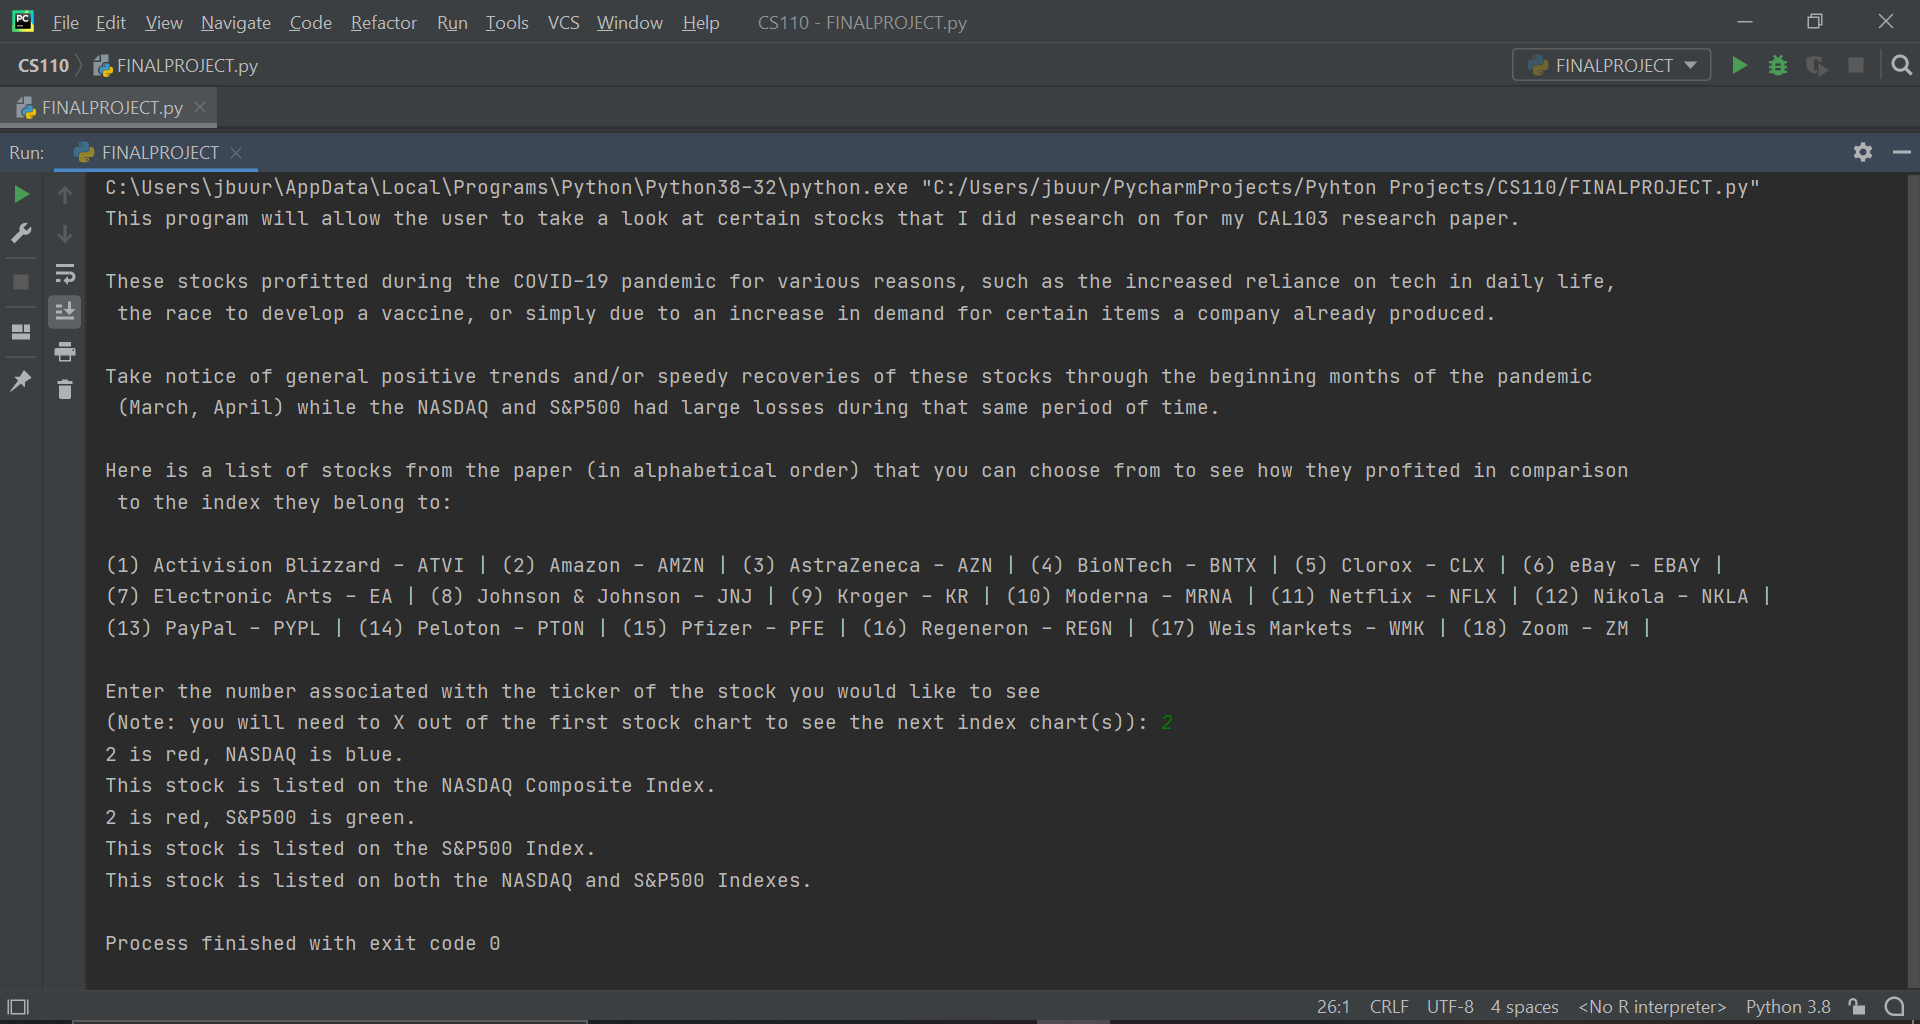 File Edit View Navigate Code Refactor Run Tools VCS Window Help CS110 - FINALPROJECT.py
CS110 FINALPROJECT.py FINALPROJECT
FINALPROJECT.py
Run: FINALPROJECT
C:\Users\jbuur\AppData\Local\Programs\Python\Python38-32\python.exe "C:/Users/jbuur/PycharmProjects/Pyhton Projects/CS110/FINALPROJECT.py"
This program will allow the user to take a look at certain stocks that I did research on for my CAL103 research paper.
These stocks profitted during the COVID-19 pandemic for various reasons, such as the increased reliance on tech in daily life,
the race to develop a vaccine, or simply due to an increase in demand for certain items a company already produced.
Take notice of general positive trends and/or speedy recoveries of these stocks through the beginning months of the pandemic
(March, April) while the NASDAQ and S&P500 had large losses during that same period of time.
Here is a list of stocks from the paper (in alphabetical order) that you can choose from to see how they profited in comparison
to the index they belong to:
(1) Activision Blizzard - ATVI | (2) Amazon - AMZN | (3) AstraZeneca - AZN | (4) BioNTech - BNTX | (5) Clorox - CLX | (6) eBay - EBAY |
(7) Electronic Arts - EA | (8) Johnson & Johnson - JNJ | (9) Kroger - KR | (10) Moderna - MRNA | (11) Netflix - NFLX | (12) Nikola - NKLA |
(13) PayPal - PYPL | (14) Peloton - PTON | (15) Pfizer - PFE | (16) Regeneron - REGN | (17) Weis Markets - WMK | (18) Zoom - ZM |
Enter the number associated with the ticker of the stock you would like to see
(Note: you will need to X out of the first stock chart to see the next index chart(s)): 2
2 is red, NASDAQ is blue.
This stock is listed on the NASDAQ Composite Index.
2 is red, S&P500 is green.
This stock is listed on the S&P500 Index.
This stock is listed on both the NASDAQ and S&P500 Indexes.
Process finished with exit code 0
26:1 CRLF UTF-8 4 spaces <No R interpreter> Python 3.8